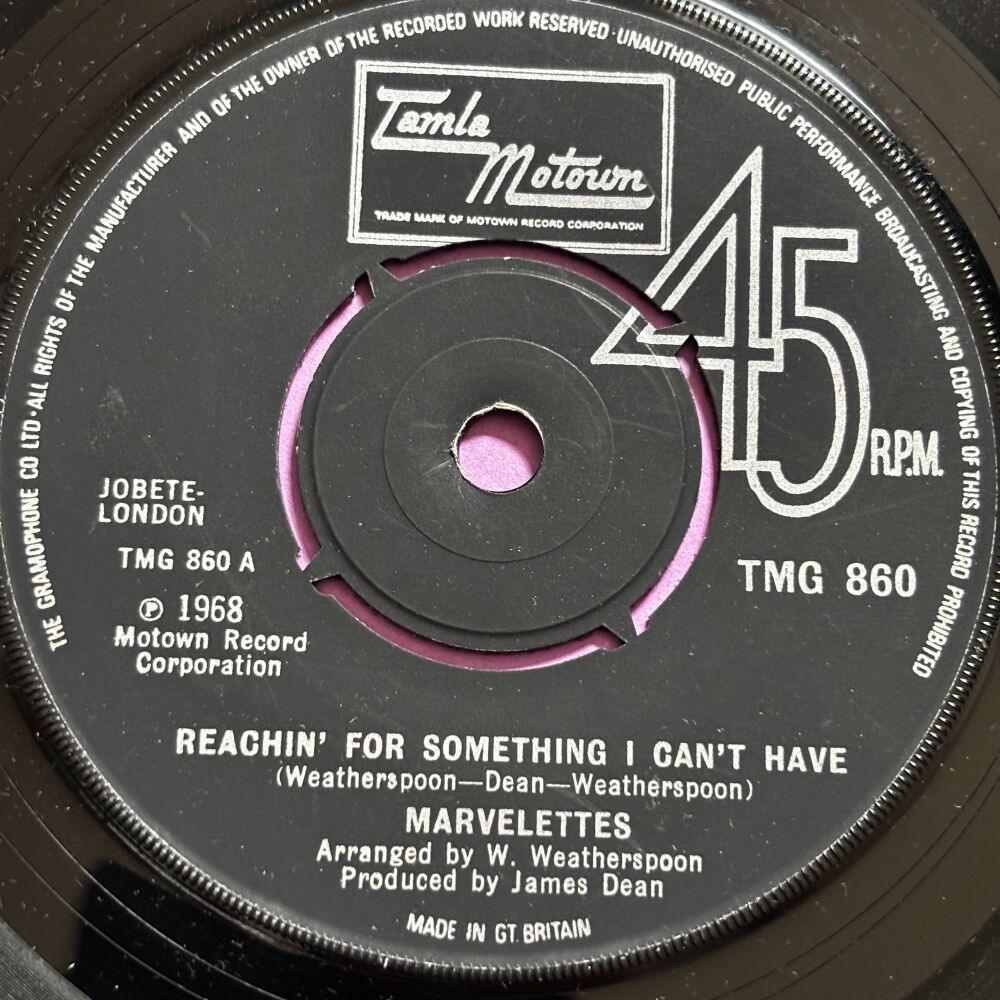 THE GRAMOPHONE CO LTD · ALL RIGHTS OF THE MANUFACTURER AND OF THE OWNER OF THE RECORDED WORK RESERVED · UNAUTHORISED PUBLIC PERFORMANCE BROADCASTING AND COPYING OF THIS RECORD PROHIBITED
Tamla
Motown
TRADE MARK OF MOTOWN RECORD CORPORATION
45
R.P.M.
JOBETE-
LONDON
TMG 860 A
℗ 1968
Motown Record
Corporation
TMG 860
REACHIN' FOR SOMETHING I CAN'T HAVE
(Weatherspoon—Dean—Weatherspoon)
MARVELETTES
Arranged by W. Weatherspoon
Produced by James Dean
MADE IN GT. BRITAIN